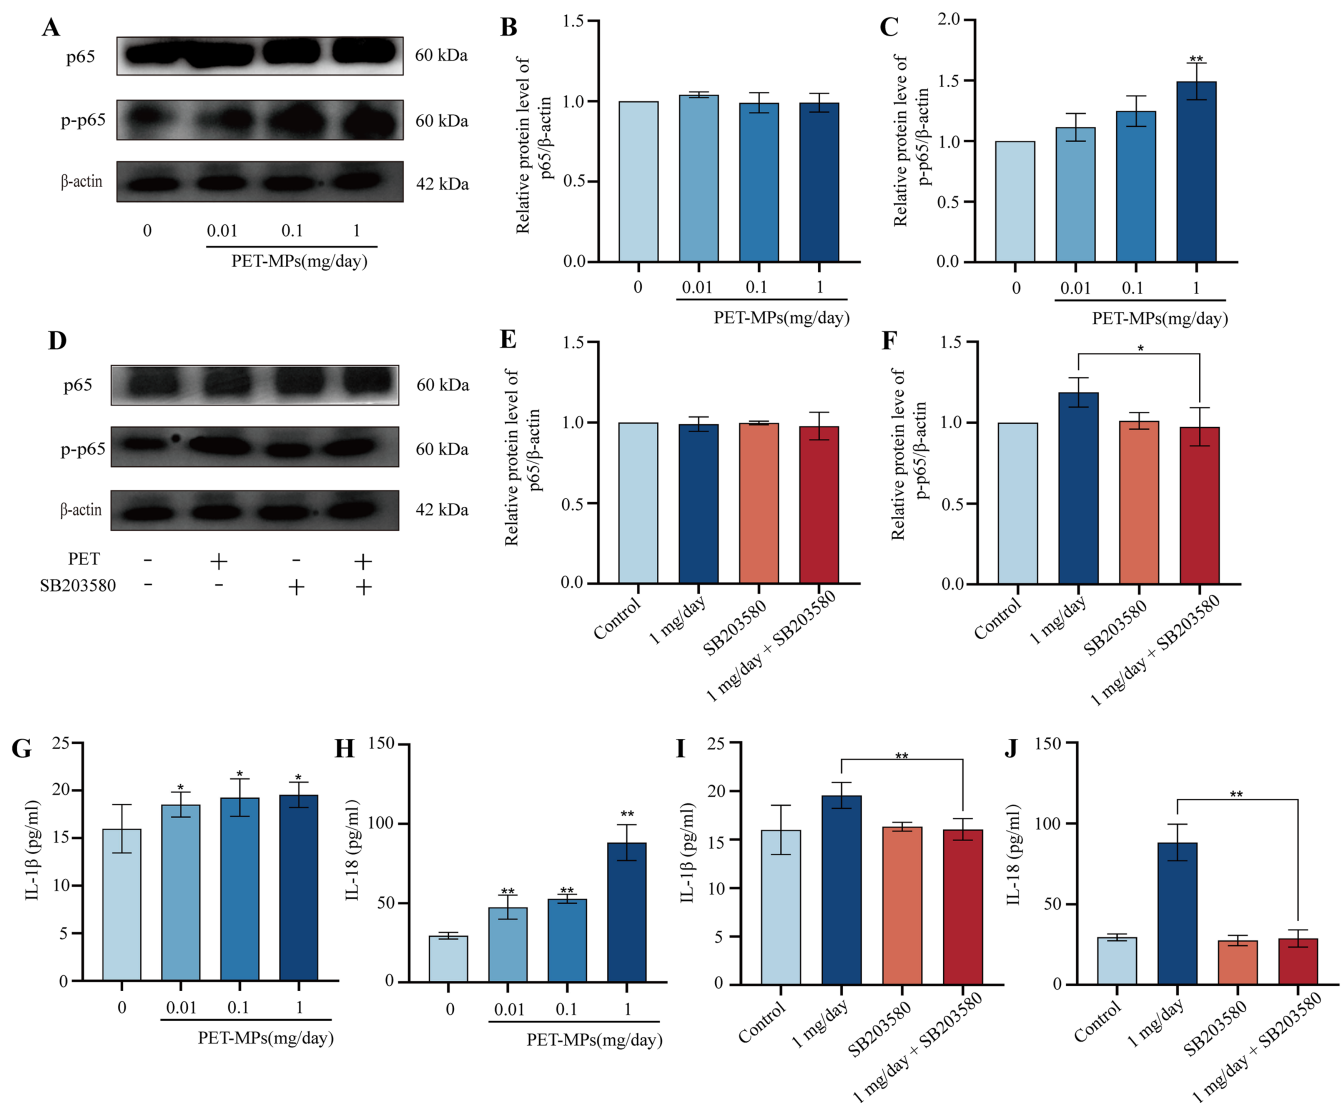 A
p65
60 kDa
p-p65
60 kDa
β-actin
42 kDa
0 0.01 0.1 1
PET-MPs(mg/day)
B
Relative protein level of
p65/β-actin
1.5
1.0
0.5
0.0
0 0.01 0.1 1
PET-MPs(mg/day)
C
Relative protein leve of
p-p65/β-actin
2.0
1.5
1.0
0.5
0.0
**
0 0.01 0.1 1
PET-MPs(mg/day)
D
p65
60 kDa
p-p65
60 kDa
β-actin
42 kDa
PET - + - +
SB203580 - - + +
E
Relative protein level of
p65/β-actin
1.5
1.0
0.5
0.0
Control
1 mg/day
SB203580
1 mg/day + SB203580
F
Relative protein leve of
p-p65/β-actin
1.5
1.0
0.5
0.0
*
Control
1 mg/day
SB203580
1 mg/day + SB203580
G
IL-1β (pg/ml)
25
20
15
10
5
0
* * *
0 0.01 0.1 1
PET-MPs(mg/day)
H
IL-18 (pg/ml)
150
100
50
0
** ** **
0 0.01 0.1 1
PET-MPs(mg/day)
I
IL-1β (pg/ml)
25
20
15
10
5
0
**
Control
1 mg/day
SB203580
1 mg/day + SB203580
J
IL-18 (pg/ml)
150
100
50
0
**
Control
1 mg/day
SB203580
1 mg/day + SB203580